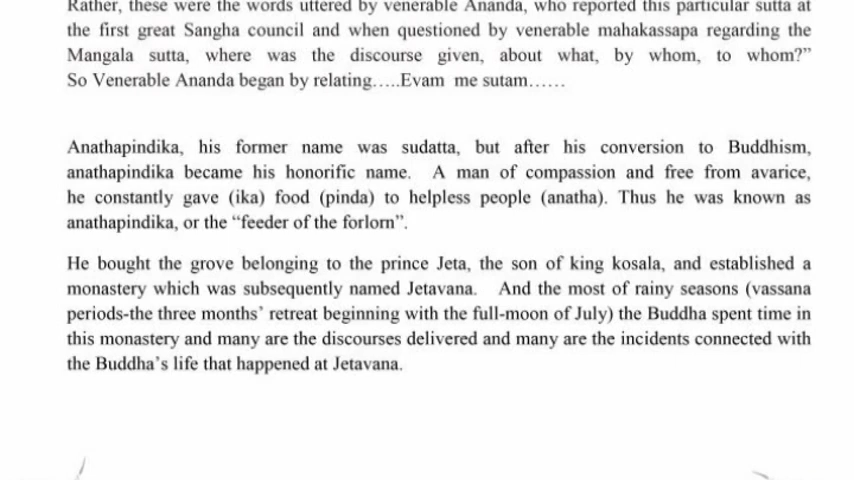 Rather, these were the words uttered by venerable Ananda, who reported this particular sutta at
the first great Sangha council and when questioned by venerable mahakassapa regarding the
Mangala sutta, where was the discourse given, about what, by whom, to whom?"
So Venerable Ananda began by relating…..Evam me sutam……
Anathapindika, his former name was sudatta, but after his conversion to Buddhism,
anathapindika became his honorific name. A man of compassion and free from avarice,
he constantly gave (ika) food (pinda) to helpless people (anatha). Thus he was known as
anathapindika, or the “feeder of the forlorn”.
He bought the grove belonging to the prince Jeta, the son of king kosala, and established a
monastery which was subsequently named Jetavana. And the most of rainy seasons (vassana
periods-the three months’ retreat beginning with the full-moon of July) the Buddha spent time in
this monastery and many are the discourses delivered and many are the incidents connected with
the Buddha’s life that happened at Jetavana.